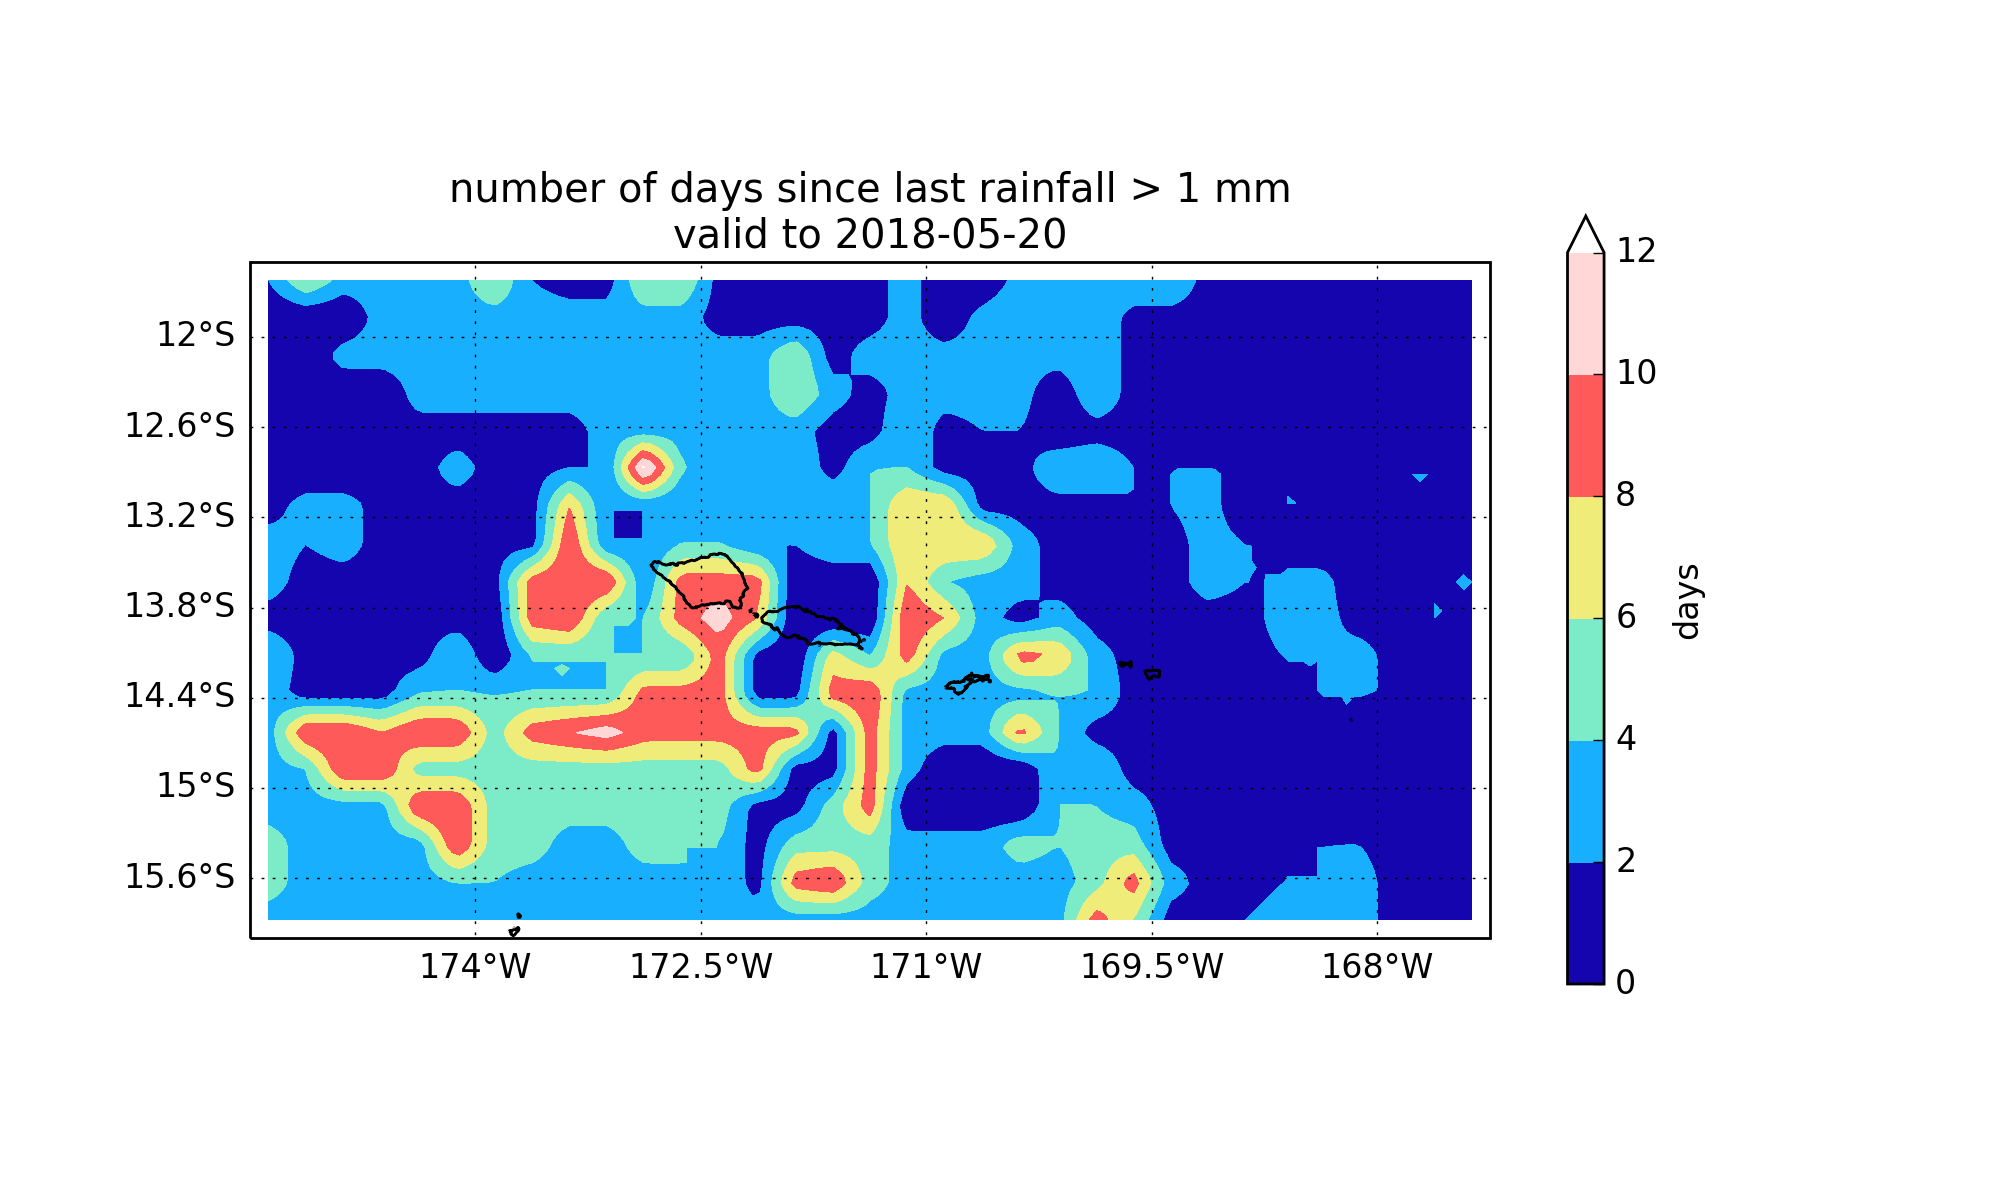 number of days since last rainfall > 1 mm
valid to 2018-05-20
12°S
12.6°S
13.2°S
13.8°S
14.4°S
15°S
15.6°S
174°W
172.5°W
171°W
169.5°W
168°W
12
10
8
6
4
2
0
days